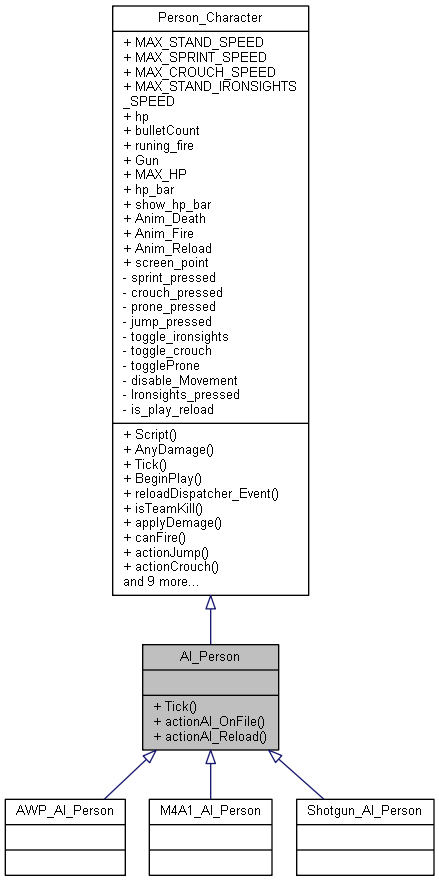 Person_Character
+ MAX_STAND_SPEED
+ MAX_SPRINT_SPEED
+ MAX_CROUCH_SPEED
+ MAX_STAND_IRONSIGHTS
_SPEED
+ hp
+ bulletCount
+ runing_fire
+ Gun
+ MAX_HP
+ hp_bar
+ show_hp_bar
+ Anim_Death
+ Anim_Fire
+ Anim_Reload
+ screen_point
- sprint_pressed
- crouch_pressed
- prone_pressed
- jump_pressed
- toggle_ironsights
- toggle_crouch
- toggleProne
- disable_Movement
- Ironsights_pressed
- is_play_reload
+ Script()
+ AnyDamage()
+ Tick()
+ BeginPlay()
+ reloadDispatcher_Event()
+ isTeamKill()
+ applyDemage()
+ canFire()
+ actionJump()
+ actionCrouch()
and 9 more...
AI_Person
+ Tick()
+ actionAI_OnFile()
+ actionAI_Reload()
AWP_AI_Person
M4A1_AI_Person
Shotgun_AI_Person